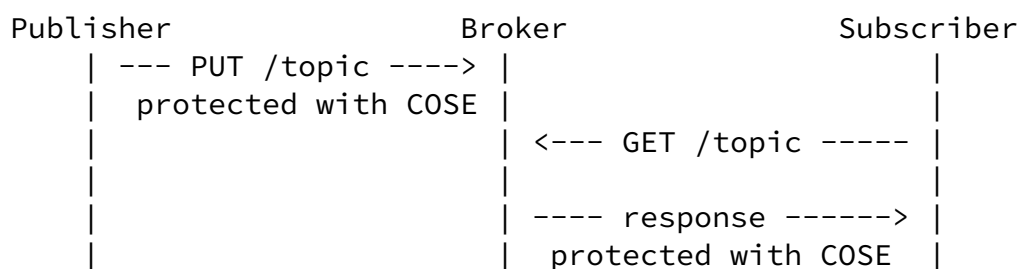 Publisher                 Broker                Subscriber
    | --- PUT /topic ----> |                       |
    |  protected with COSE |                       |
    |                      | <--- GET /topic ----- |
    |                      |                       |
    |                      | ---- response ------> |
    |                      |  protected with COSE  |